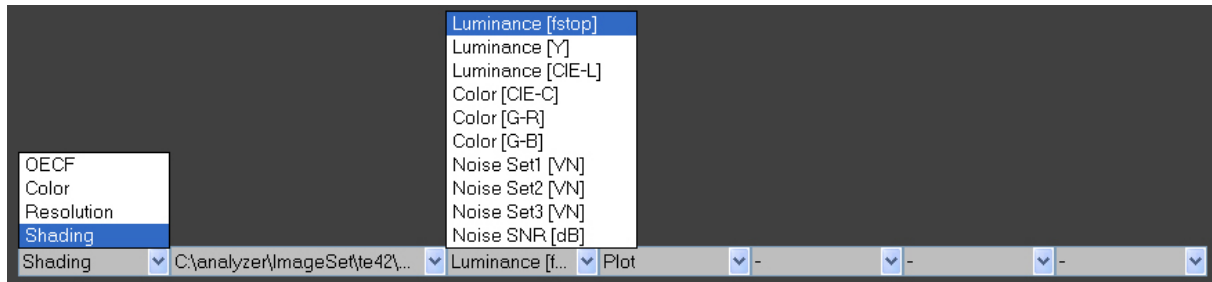 Luminance [fstop]
Luminance [Y]
Luminance [CIE-L]
Color [CIE-C]
Color [G-R]
Color [G-B]
Noise Set1 [VN]
Noise Set2 [VN]
Noise Set3 [VN]
Noise SNR [dB]
OECF
Color
Resolution
Shading
Shading C:\analyzer\ImageSet\te42\... Luminance [f... Plot - - -